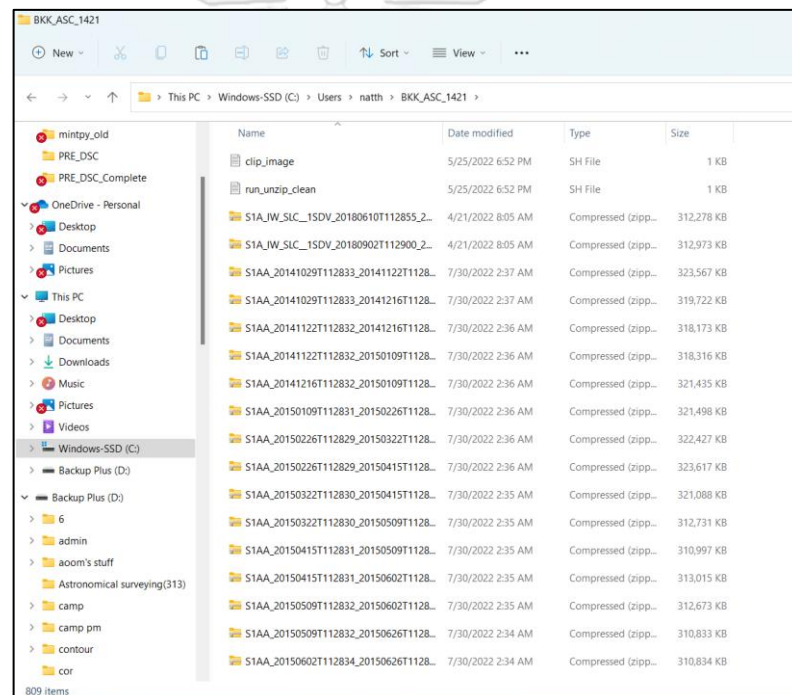 BKK_ASC_1421
New Sort View ...
This PC > Windows-SSD (C:) > Users > natth > BKK_ASC_1421 >
mintpy_old
PRE_DSC
PRE_DSC_Complete
OneDrive - Personal
Desktop
Documents
Pictures
This PC
Desktop
Documents
Downloads
Music
Pictures
Videos
Windows-SSD (C:)
Backup Plus (D:)
Backup Plus (D:)
6
admin
aoom's stuff
Astronomical surveying(313)
camp
camp pm
contour
cor
Name Date modified Type Size
clip_image 5/25/2022 6:52 PM SH File 1 KB
run_unzip_clean 5/25/2022 6:52 PM SH File 1 KB
S1A_IW_SLC__1SDV_20180610T112855_2... 4/21/2022 8:05 AM Compressed (zipp... 312,278 KB
S1A_IW_SLC__1SDV_20180902T112900_2... 4/21/2022 8:05 AM Compressed (zipp... 312,973 KB
S1AA_20141029T112833_20141122T1128... 7/30/2022 2:37 AM Compressed (zipp... 323,567 KB
S1AA_20141029T112833_20141216T1128... 7/30/2022 2:37 AM Compressed (zipp... 319,722 KB
S1AA_20141122T112832_20141216T1128... 7/30/2022 2:36 AM Compressed (zipp... 318,173 KB
S1AA_20141122T112832_20150109T1128... 7/30/2022 2:36 AM Compressed (zipp... 318,316 KB
S1AA_20141216T112832_20150109T1128... 7/30/2022 2:36 AM Compressed (zipp... 321,435 KB
S1AA_20150109T112831_20150226T1128... 7/30/2022 2:36 AM Compressed (zipp... 321,498 KB
S1AA_20150226T112829_20150322T1128... 7/30/2022 2:36 AM Compressed (zipp... 322,427 KB
S1AA_20150226T112829_20150415T1128... 7/30/2022 2:36 AM Compressed (zipp... 323,617 KB
S1AA_20150322T112830_20150415T1128... 7/30/2022 2:35 AM Compressed (zipp... 321,088 KB
S1AA_20150322T112830_20150509T1128... 7/30/2022 2:35 AM Compressed (zipp... 312,731 KB
S1AA_20150415T112831_20150509T1128... 7/30/2022 2:35 AM Compressed (zipp... 310,997 KB
S1AA_20150415T112831_20150602T1128... 7/30/2022 2:35 AM Compressed (zipp... 313,015 KB
S1AA_20150509T112832_20150602T1128... 7/30/2022 2:35 AM Compressed (zipp... 312,673 KB
S1AA_20150509T112832_20150626T1128... 7/30/2022 2:34 AM Compressed (zipp... 310,833 KB
S1AA_20150602T112834_20150626T1128... 7/30/2022 2:34 AM Compressed (zipp... 310,834 KB
809 items